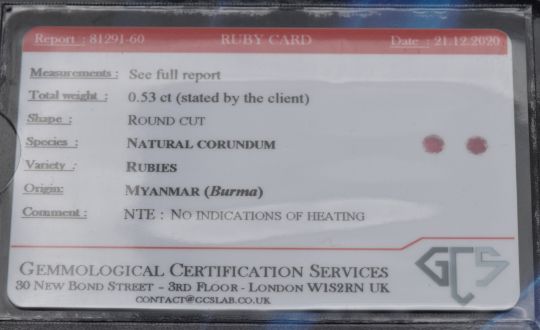 Report : 81291-60 RUBY CARD Date : 21.12.2020
Measurements : See full report
Total weight : 0.53 ct (stated by the client)
Shape : ROUND CUT
Species : NATURAL CORUNDUM
Variety : RUBIES
Origin: MYANMAR (Burma)
Comment : NTE : NO INDICATIONS OF HEATING
GEMMOLOGICAL CERTIFICATION SERVICES
30 NEW BOND STREET - 3RD FLOOR - LONDON W1S2RN UK
CONTACT@GCSLAB.CO.UK
GCS